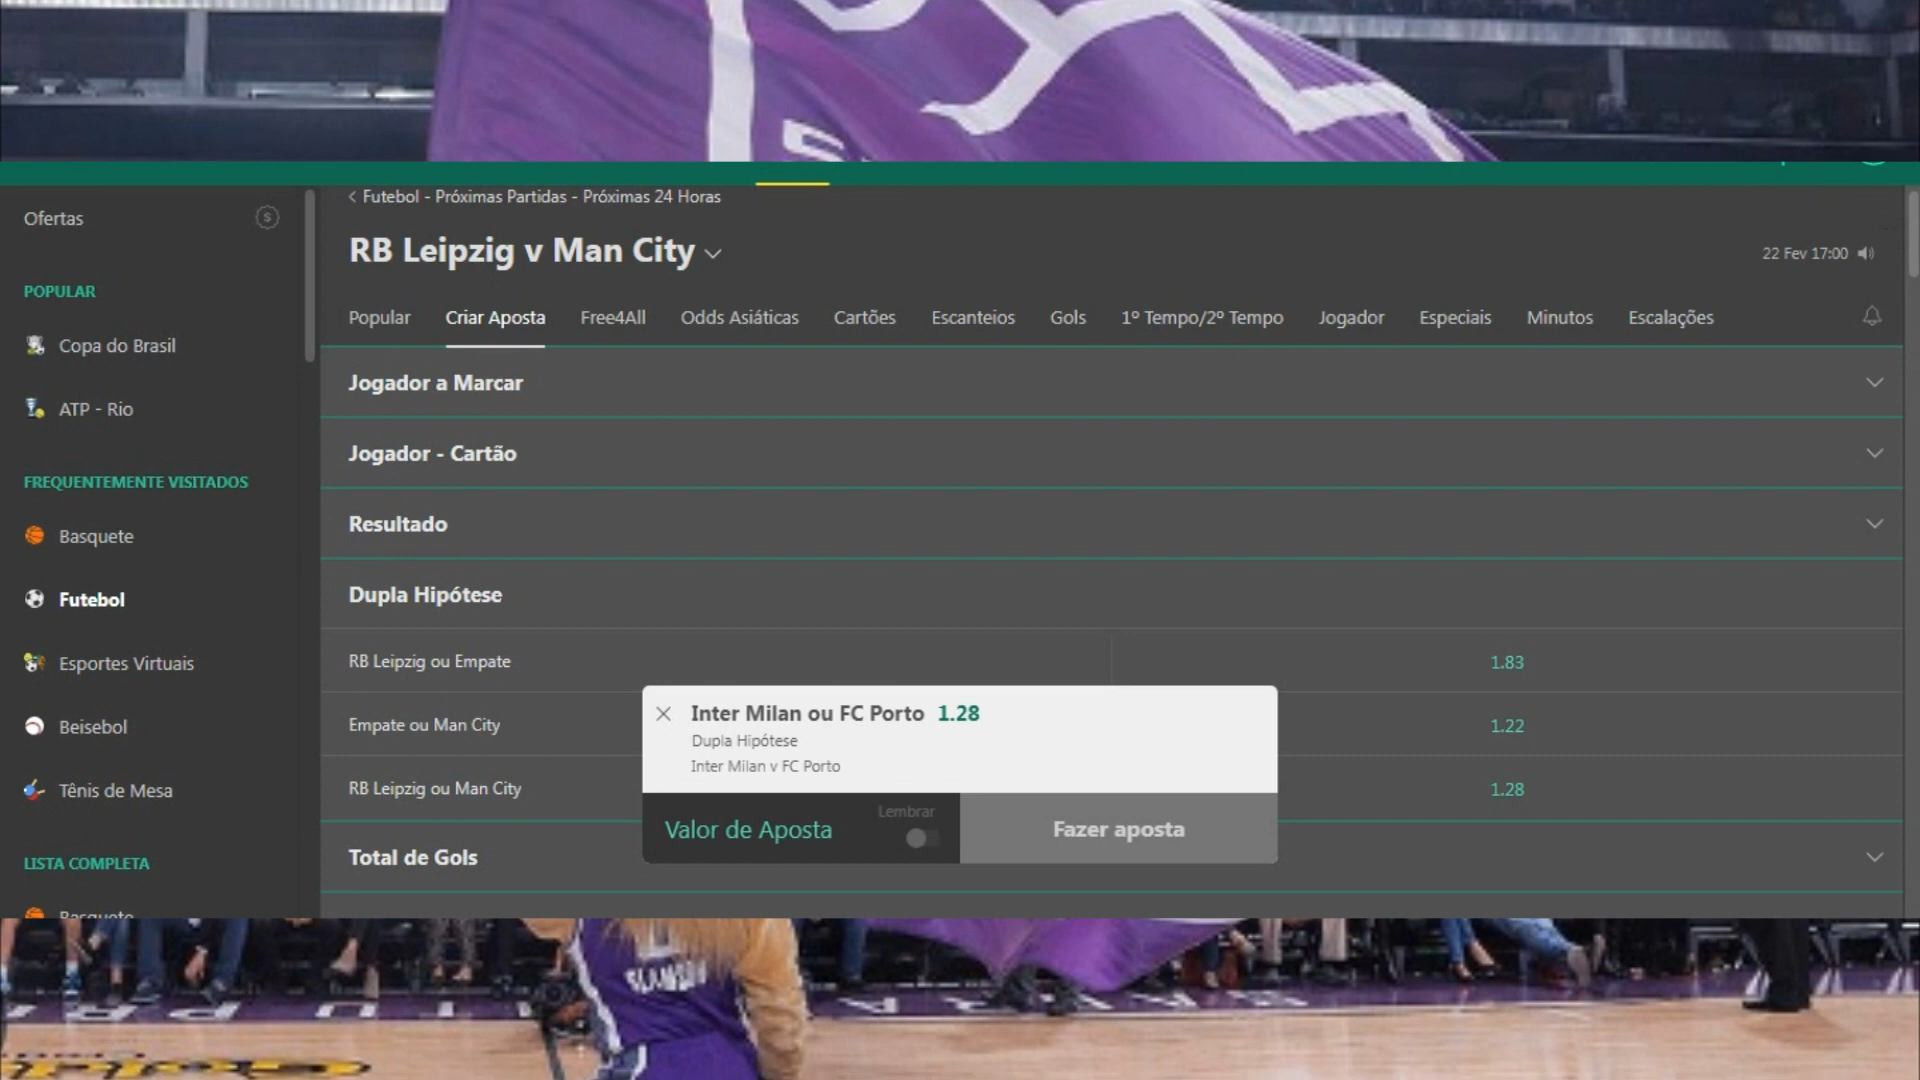 Futebol - Próximas Partidas - Próximas 24 Horas
RB Leipzig v Man City
22 Fev 17:00
Popular
Criar Aposta
Free4All
Odds Asiáticas
Cartões
Escanteios
Gols
1º Tempo/2º Tempo
Jogador
Especiais
Minutos
Escalações
Ofertas
POPULAR
Copa do Brasil
ATP - Rio
FREQUENTEMENTE VISITADOS
Basquete
Futebol
Esportes Virtuais
Beisebol
Tênis de Mesa
LISTA COMPLETA
Basquete
Jogador a Marcar
Jogador - Cartão
Resultado
Dupla Hipótese
RB Leipzig ou Empate 1.83
Empate ou Man City 1.22
RB Leipzig ou Man City 1.28
Total de Gols
Inter Milan ou FC Porto 1.28
Dupla Hipótese
Inter Milan v FC Porto
Valor de Aposta
Lembrar
Fazer aposta